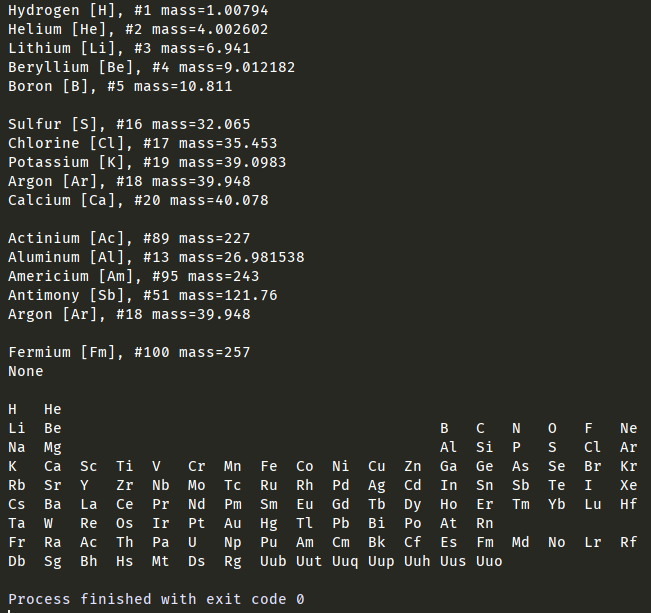 Hydrogen [H], #1 mass=1.00794
Helium [He], #2 mass=4.002602
Lithium [Li], #3 mass=6.941
Beryllium [Be], #4 mass=9.012182
Boron [B], #5 mass=10.811

Sulfur [S], #16 mass=32.065
Chlorine [Cl], #17 mass=35.453
Potassium [K], #19 mass=39.0983
Argon [Ar], #18 mass=39.948
Calcium [Ca], #20 mass=40.078

Actinium [Ac], #89 mass=227
Aluminum [Al], #13 mass=26.981538
Americium [Am], #95 mass=243
Antimony [Sb], #51 mass=121.76
Argon [Ar], #18 mass=39.948

Fermium [Fm], #100 mass=257
None

H   He
Li  Be                                          B   C   N   O   F   Ne
Na  Mg                                          Al  Si  P   S   Cl  Ar
K   Ca  Sc  Ti  V   Cr  Mn  Fe  Co  Ni  Cu  Zn  Ga  Ge  As  Se  Br  Kr
Rb  Sr  Y   Zr  Nb  Mo  Tc  Ru  Rh  Pd  Ag  Cd  In  Sn  Sb  Te  I   Xe
Cs  Ba  La  Ce  Pr  Nd  Pm  Sm  Eu  Gd  Tb  Dy  Ho  Er  Tm  Yb  Lu  Hf
Ta  W   Re  Os  Ir  Pt  Au  Hg  Tl  Pb  Bi  Po  At  Rn
Fr  Ra  Ac  Th  Pa  U   Np  Pu  Am  Cm  Bk  Cf  Es  Fm  Md  No  Lr  Rf
Db  Sg  Bh  Hs  Mt  Ds  Rg  Uub Uut Uuq Uup Uuh Uus Uuo

Process finished with exit code 0